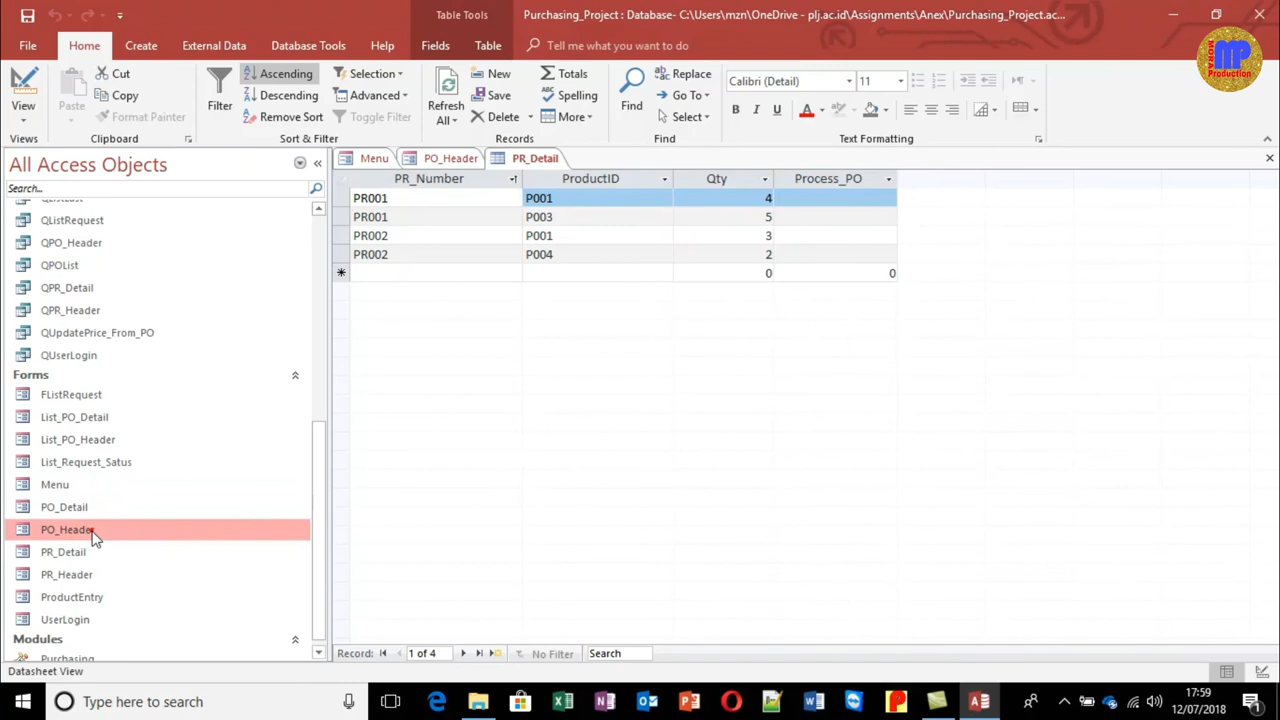 Table Tools
Purchasing_Project : Database- C:\Users\mzn\OneDrive - plj.ac.id\Assignments\Anex\Purchasing_Project.ac...
File Home Create External Data Database Tools Help Fields Table Tell me what you want to do
MORA
MP
Production
View
Views
Paste
Cut
Copy
Format Painter
Clipboard
Filter
Ascending
Descending
Remove Sort
Selection
Advanced
Toggle Filter
Sort & Filter
Refresh
All
New
Save
Delete
Totals
Spelling
More
Records
Find
Replace
Go To
Select
Find
Calibri (Detail) 11
B I U A
Text Formatting
All Access Objects
Search...
QListRequest
QPO_Header
QPOList
QPR_Detail
QPR_Header
QUpdatePrice_From_PO
QUserLogin
Forms
FListRequest
List_PO_Detail
List_PO_Header
List_Request_Satus
Menu
PO_Detail
PO_Header
PR_Detail
PR_Header
ProductEntry
UserLogin
Modules
Purchasing
Menu PO_Header PR_Detail
PR_Number ProductID Qty Process_PO
PR001 P001 4
PR001 P003 5
PR002 P001 3
PR002 P004 2
0 0
Record: 1 of 4 No Filter Search
Datasheet View
Type here to search
17:59
12/07/2018